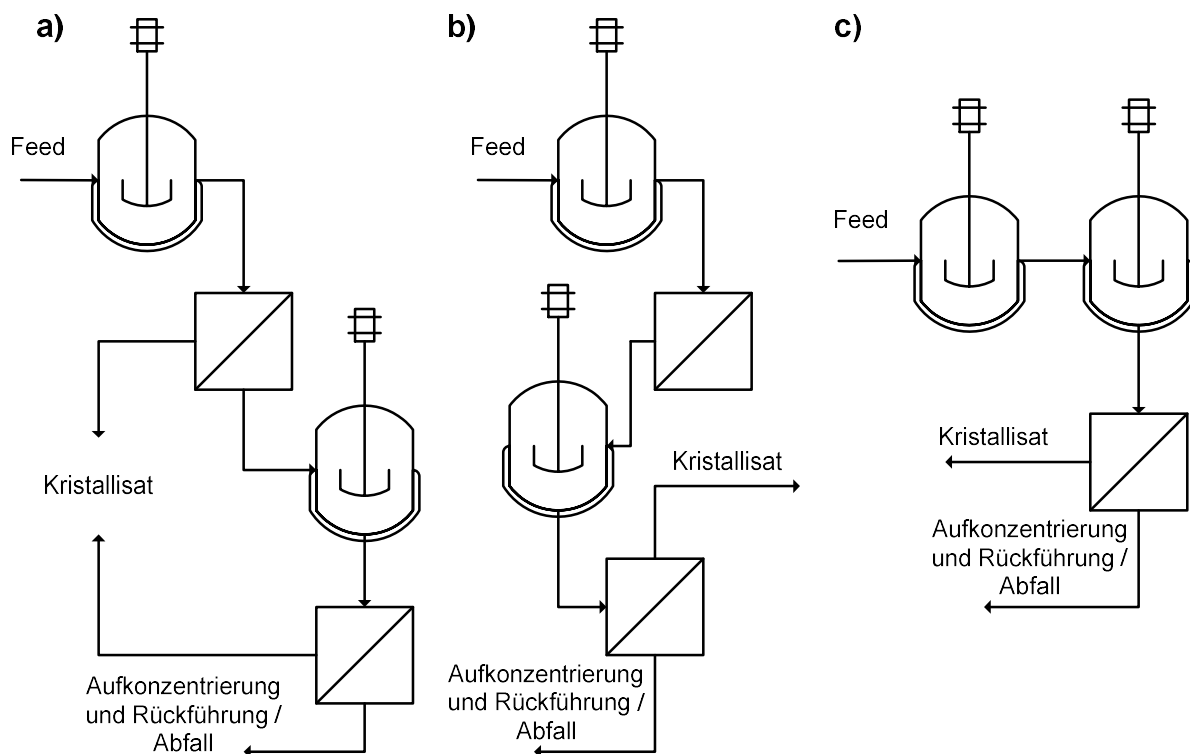 a)
Feed
Kristallisat
Aufkonzentrierung
und Rückführung /
Abfall
b)
Feed
Kristallisat
Aufkonzentrierung
und Rückführung /
Abfall
c)
Feed
Kristallisat
Aufkonzentrierung
und Rückführung /
Abfall